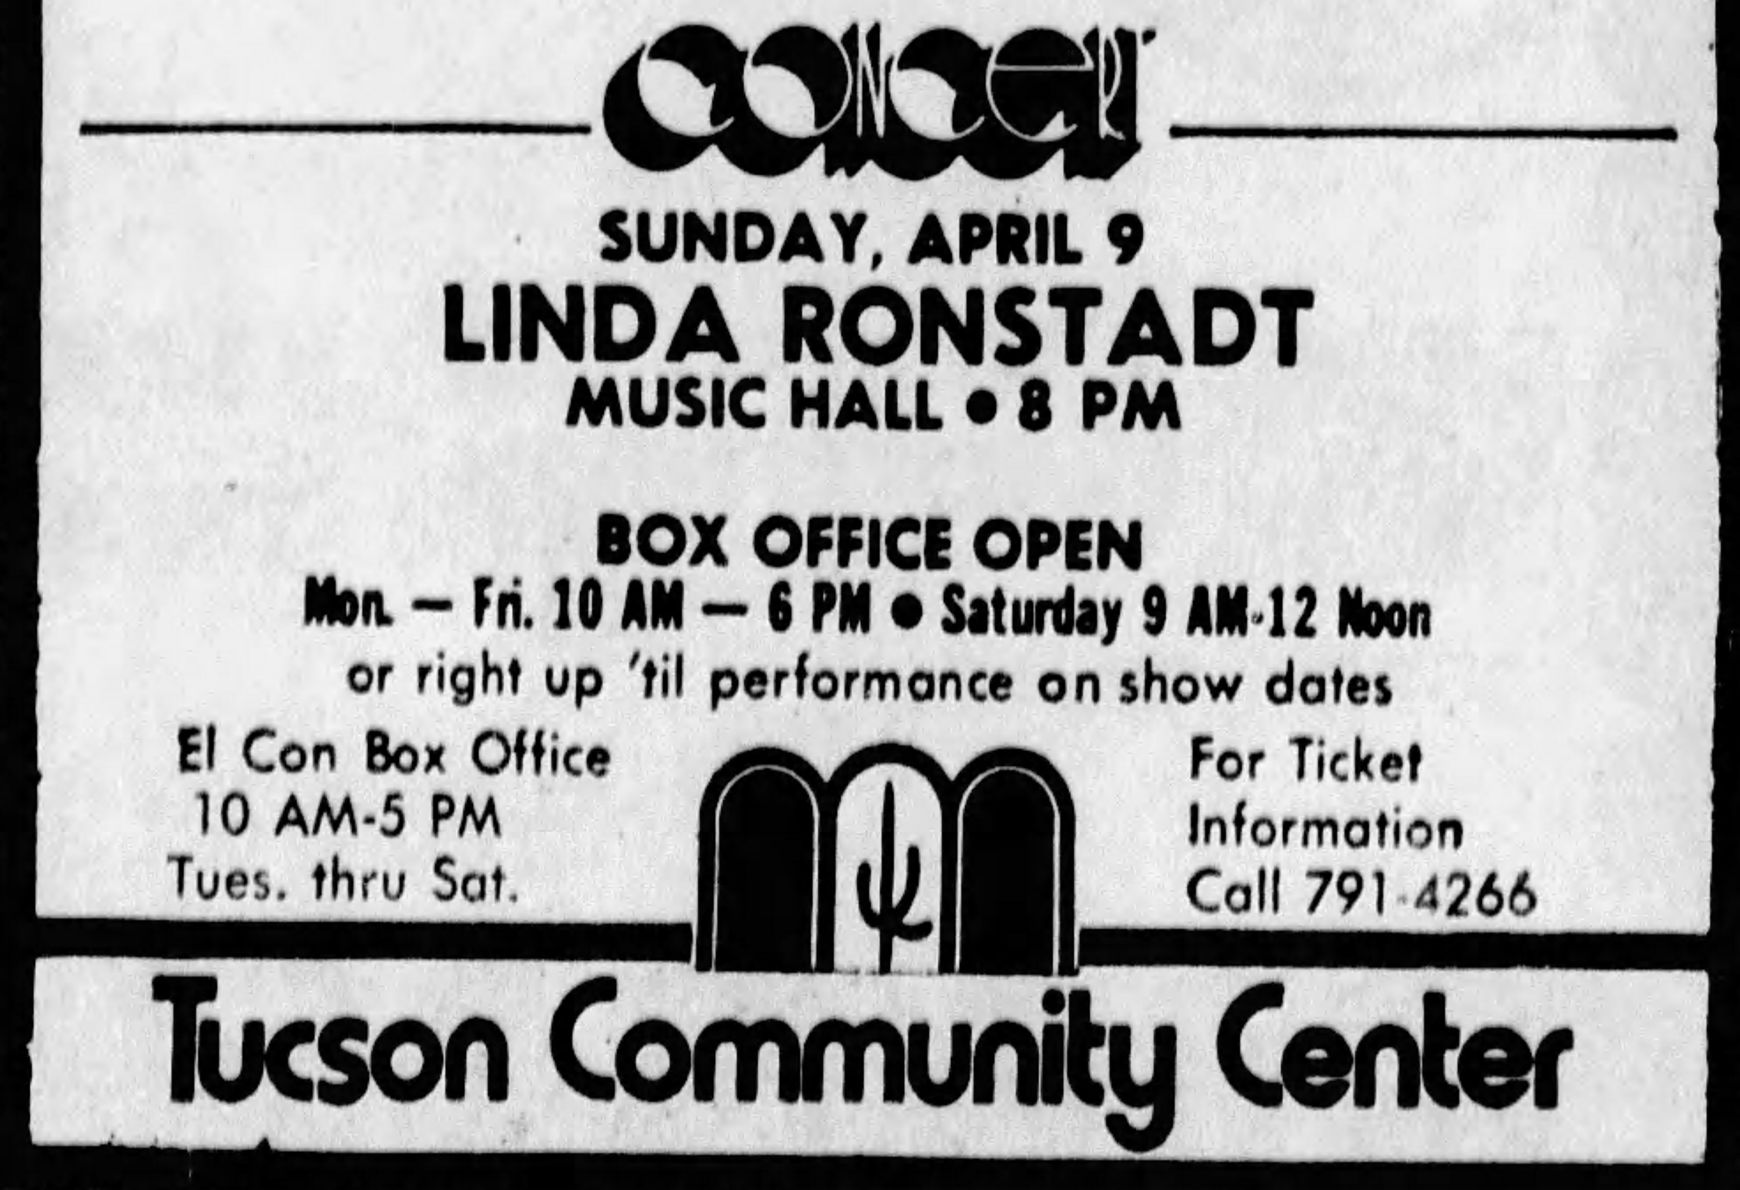 CONCERT
SUNDAY, APRIL 9
LINDA RONSTADT
MUSIC HALL ● 8 PM
BOX OFFICE OPEN
Mon. — Fri. 10 AM — 6 PM ● Saturday 9 AM-12 Noon
or right up 'til performance on show dates
El Con Box Office
10 AM-5 PM
Tues. thru Sat.
For Ticket
Information
Call 791-4266
Tucson Community Center